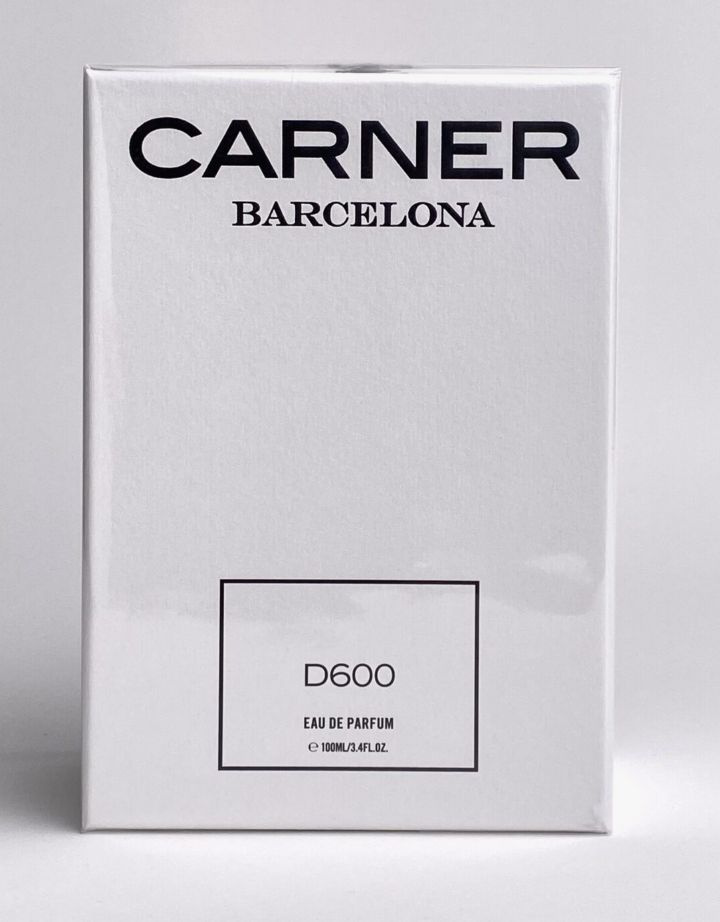 CARNER
BARCELONA
D600
EAU DE PARFUM
℮ 100ML/3.4FL.OZ.